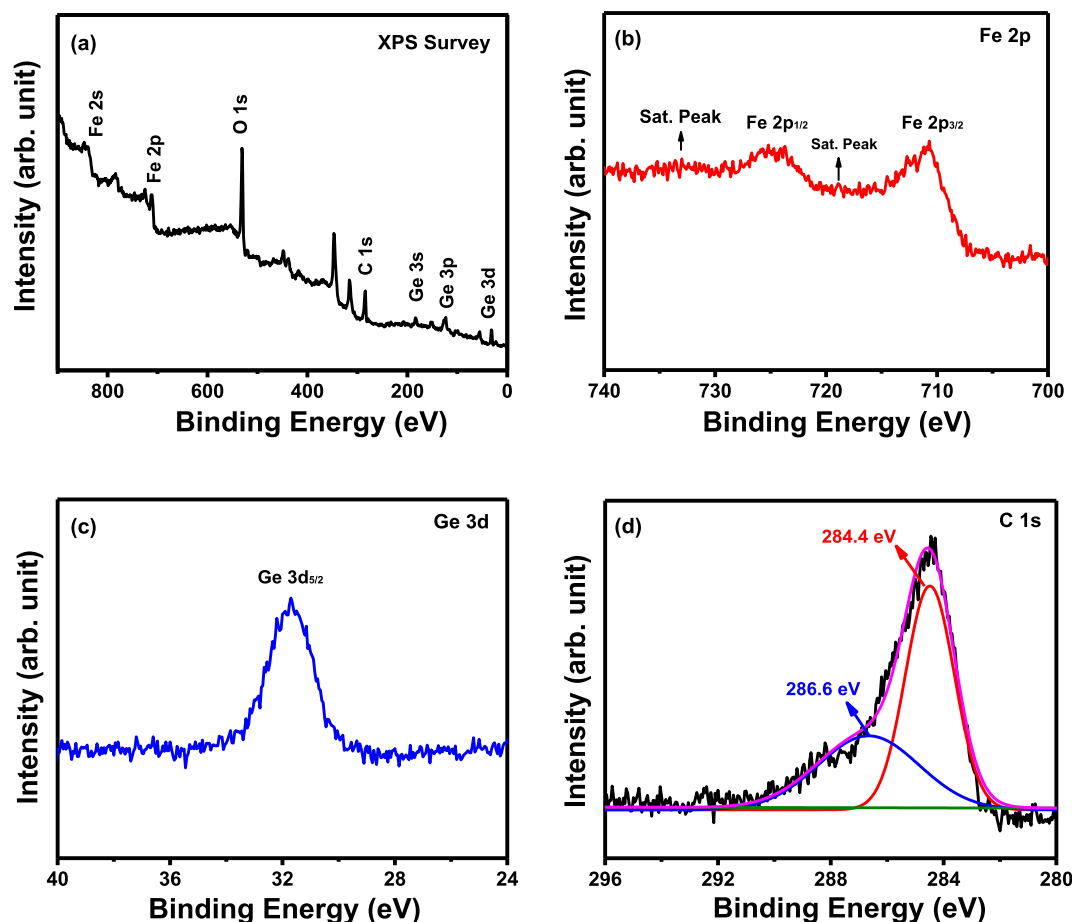 (a)
XPS Survey
Fe 2s
Fe 2p
O 1s
C 1s
Ge 3s
Ge 3p
Ge 3d
Intensity (arb. unit)
800 600 400 200 0
Binding Energy (eV)
(b)
Fe 2p
Sat. Peak
Fe 2p1/2
Sat. Peak
Fe 2p3/2
Intensity (arb. unit)
740 730 720 710 700
Binding Energy (eV)
(c)
Ge 3d
Ge 3d5/2
Intensity (arb. unit)
40 36 32 28 24
Binding Energy (eV)
(d)
C 1s
284.4 eV
286.6 eV
Intensity (arb. unit)
296 292 288 284 280
Binding Energy (eV)